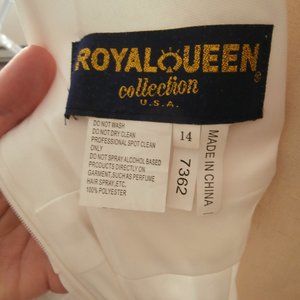 ROYALQUEEN
®
collection
U.S.A.
DO NOT WASH
DO NOT DRY CLEAN
PROFESSIONAL SPOT CLEAN
ONLY
DO NOT SPRAY ALCOHOL BASED
PRODUCTS DIRECTLY ON
GARMENT, SUCH AS PERFUME
HAIR SPRAY, ETC.
100% POLYESTER
14
7362
MADE IN CHINA